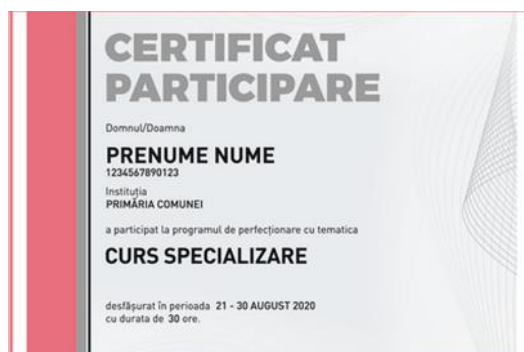 CERTIFICAT
PARTICIPARE
Domnul/Doamna
PRENUME NUME
1234567890123
Instituția
PRIMĂRIA COMUNEI
a participat la programul de perfecționare cu tematica
CURS SPECIALIZARE
desfășurat în perioada 21 - 30 AUGUST 2020
cu durata de 30 ore.